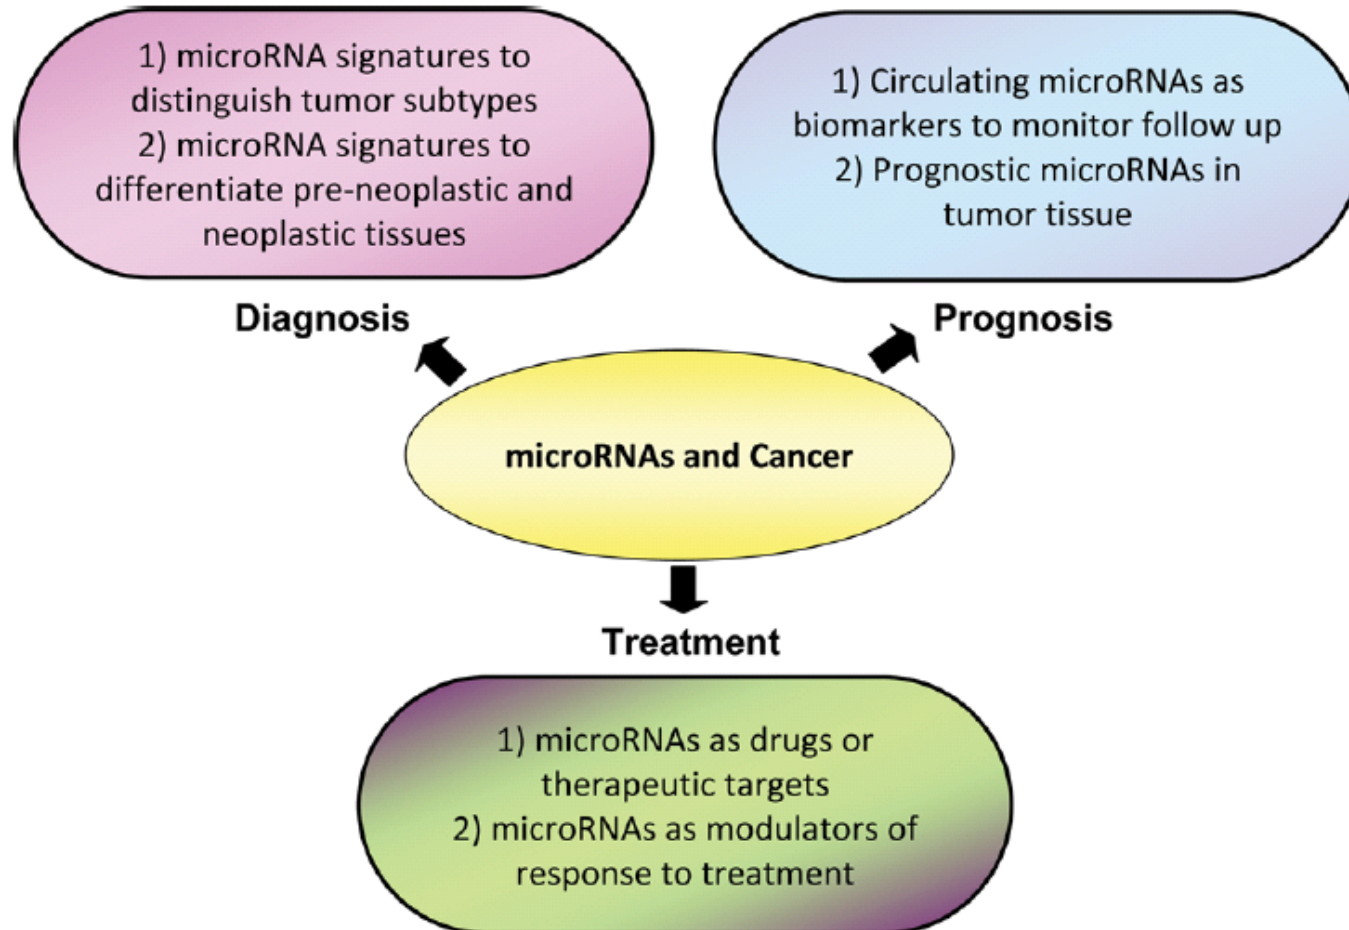 1) microRNA signatures to
distinguish tumor subtypes
2) microRNA signatures to
differentiate pre-neoplastic and
neoplastic tissues
Diagnosis
1) Circulating microRNAs as
biomarkers to monitor follow up
2) Prognostic microRNAs in
tumor tissue
Prognosis
microRNAs and Cancer
Treatment
1) microRNAs as drugs or
therapeutic targets
2) microRNAs as modulators of
response to treatment